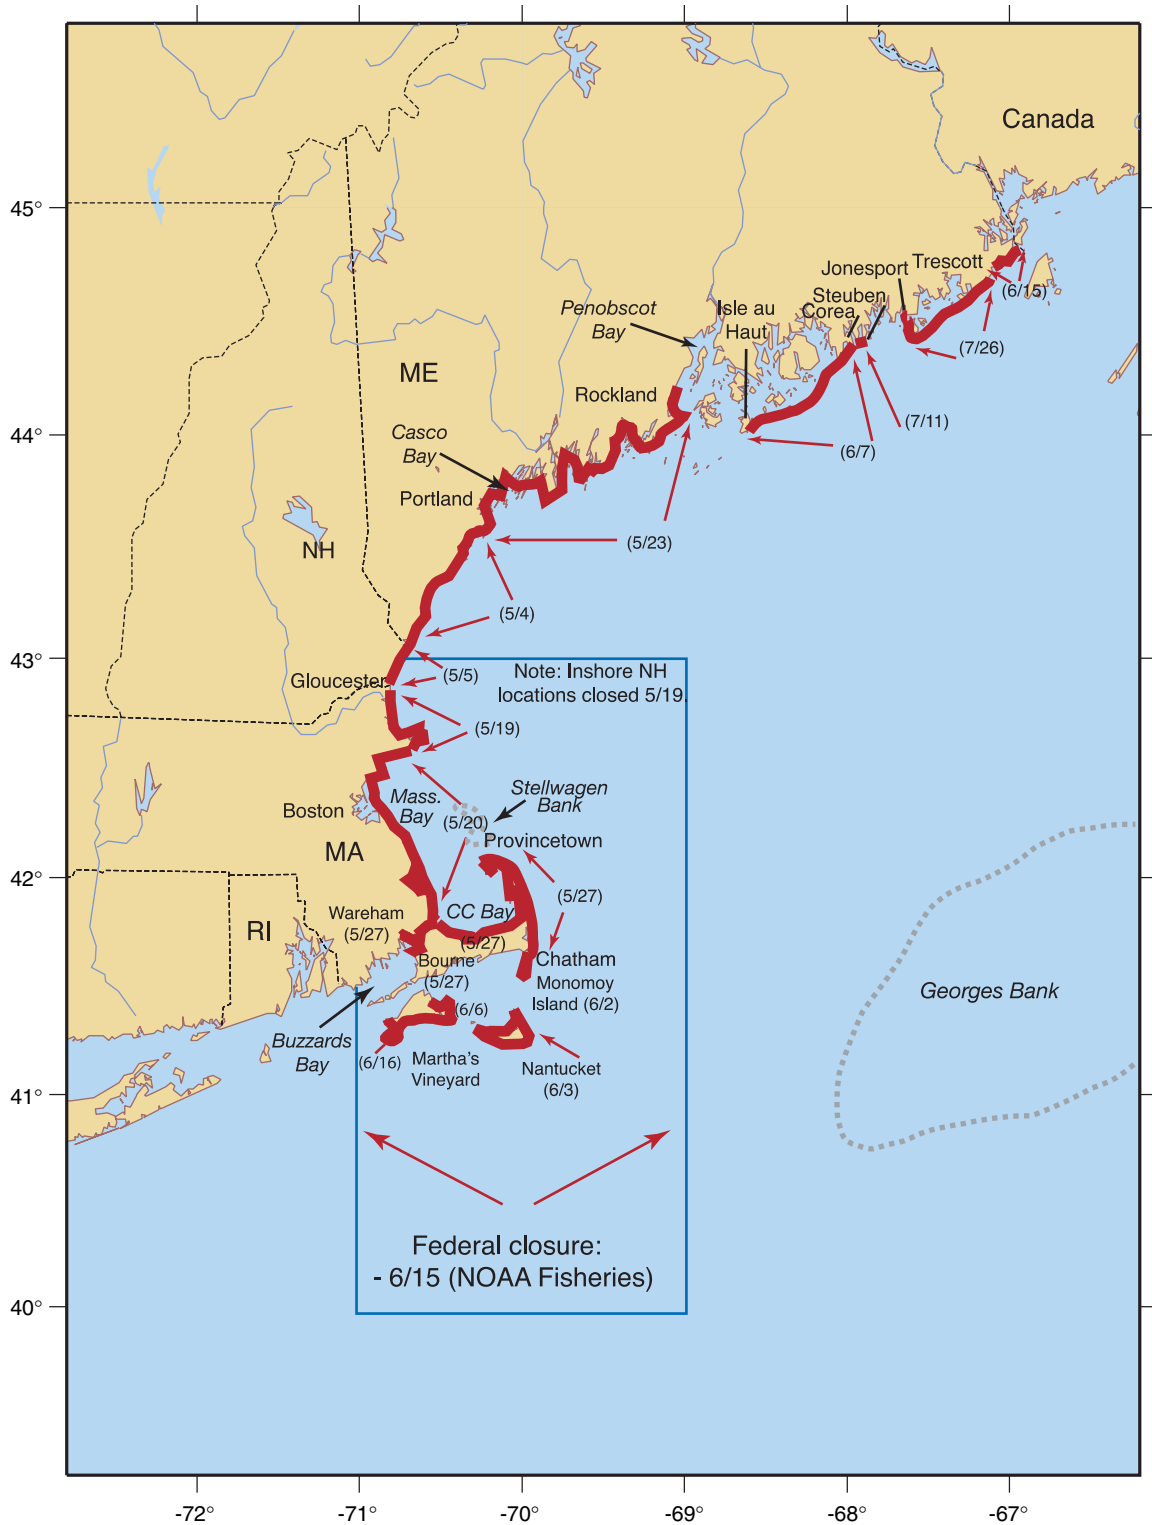 Canada
45°
Trescott
Jonesport
(6/15)
Steuben
Corea
Penobscot
Bay
Isle au
Haut
(7/26)
ME
Rockland
(7/11)
44°
Casco
Bay
(6/7)
Portland
NH
(5/23)
(5/4)
43°
Note: Inshore NH
locations closed 5/19.
(5/5)
Gloucester
(5/19)
Stellwagen
Bank
Mass.
Bay
Boston
(5/20)
Provincetown
MA
42°
(5/27)
CC Bay
Wareham
(5/27)
RI
(5/27)
Bourne
(5/27)
Chatham
Monomoy
Island (6/2)
Georges Bank
(6/6)
Buzzards
Bay
(6/16)
Martha's
Vineyard
Nantucket
(6/3)
41°
Federal closure:
- 6/15 (NOAA Fisheries)
40°
-72°
-71°
-70°
-69°
-68°
-67°